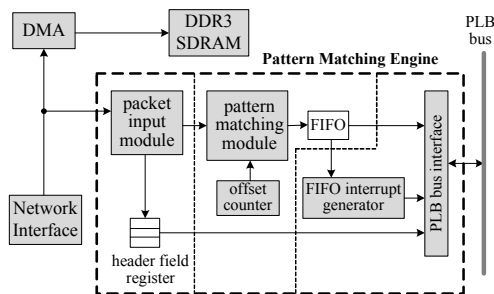 DMA
DDR3
SDRAM
PLB
bus
Pattern Matching Engine
packet
input
module
pattern
matching
module
FIFO
PLB bus interface
offset
counter
FIFO interrupt
generator
Network
Interface
header field
register